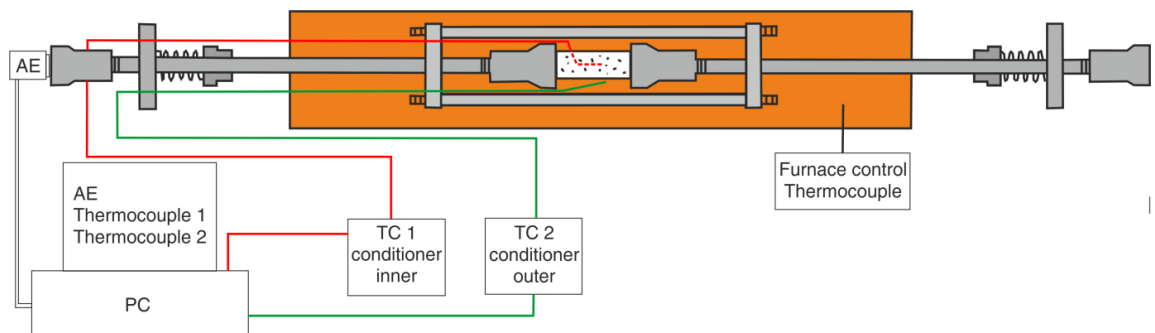 AE
Furnace control
Thermocouple
AE
Thermocouple 1
Thermocouple 2
TC 1
conditioner
inner
TC 2
conditioner
outer
PC